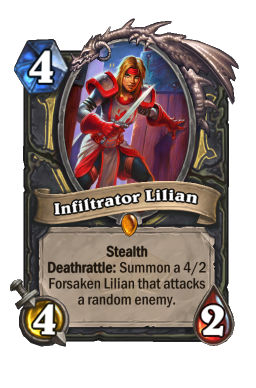 4
Infiltrator Lilian
Stealth
Deathrattle: Summon a 4/2
Forsaken Lilian that attacks
a random enemy.
4
2